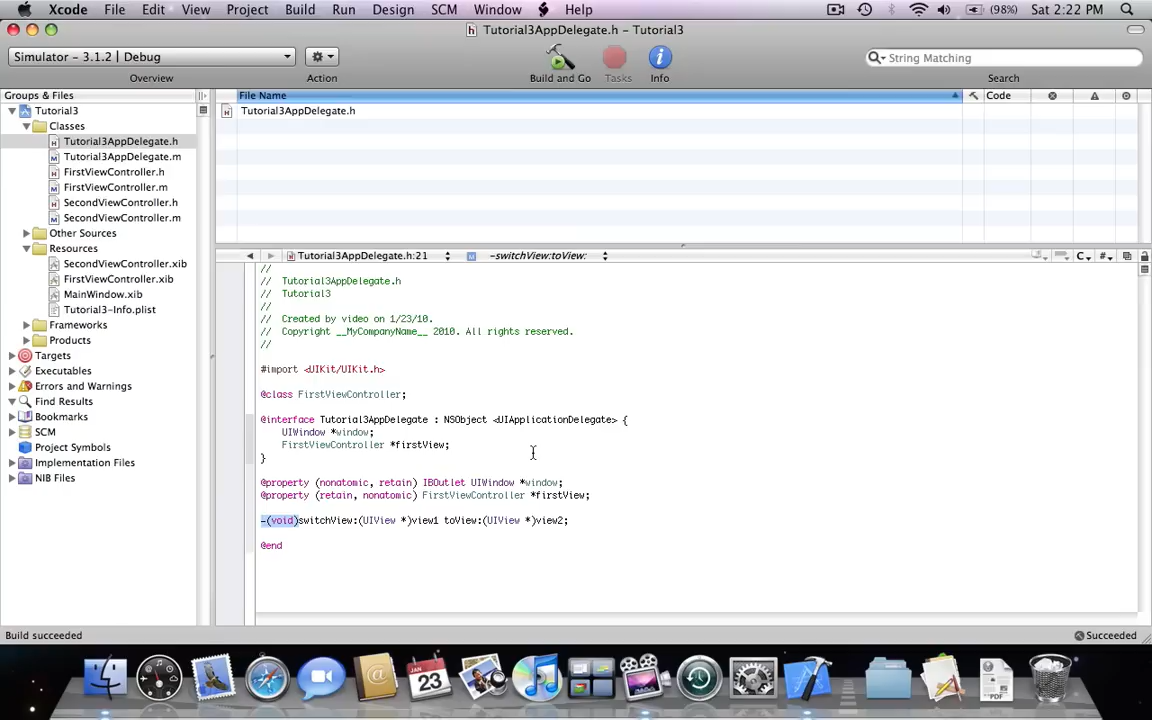 Xcode File Edit View Project Build Run Design SCM Window Help (98%) Sat 2:22 PM
Tutorial3AppDelegate.h – Tutorial3
Simulator - 3.1.2 | Debug
String Matching
Overview Action Build and Go Tasks Info Search
Groups & Files
File Name Code
Tutorial3
Tutorial3AppDelegate.h
Classes
Tutorial3AppDelegate.h
Tutorial3AppDelegate.m
FirstViewController.h
FirstViewController.m
SecondViewController.h
SecondViewController.m
Other Sources
Resources
SecondViewController.xib
FirstViewController.xib
MainWindow.xib
Tutorial3-Info.plist
Frameworks
Products
Targets
Executables
Errors and Warnings
Find Results
Bookmarks
SCM
Project Symbols
Implementation Files
NIB Files
Tutorial3AppDelegate.h:21 -switchView:toView: C, #,
//
// Tutorial3AppDelegate.h
// Tutorial3
//
// Created by video on 1/23/10.
// Copyright __MyCompanyName__ 2010. All rights reserved.
//
#import <UIKit/UIKit.h>
@class FirstViewController;
@interface Tutorial3AppDelegate : NSObject <UIApplicationDelegate> {
UIWindow *window;
FirstViewController *firstView;
}
@property (nonatomic, retain) IBOutlet UIWindow *window;
@property (retain, nonatomic) FirstViewController *firstView;
-(void)switchView:(UIView *)view1 toView:(UIView *)view2;
@end
Build succeeded
Succeeded
JAN
23
PDF